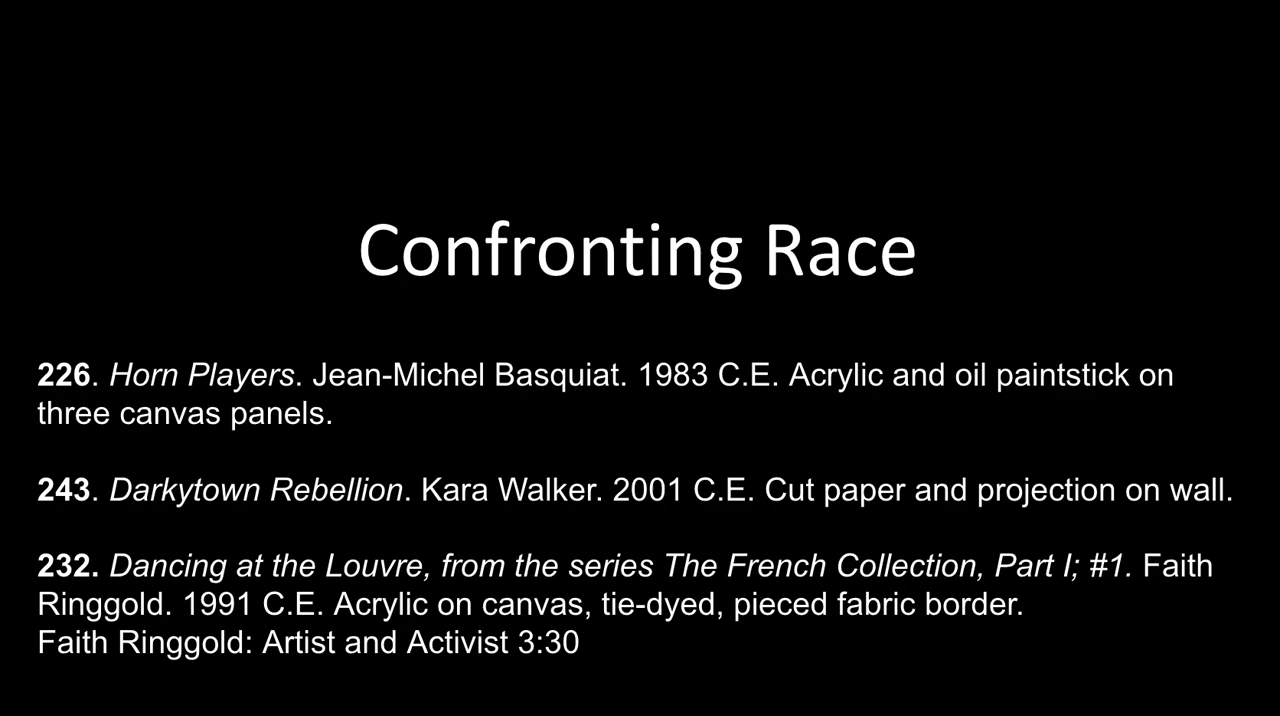 Confronting Race
226. Horn Players. Jean-Michel Basquiat. 1983 C.E. Acrylic and oil paintstick on
three canvas panels.
243. Darkytown Rebellion. Kara Walker. 2001 C.E. Cut paper and projection on wall.
232. Dancing at the Louvre, from the series The French Collection, Part I; #1. Faith
Ringgold. 1991 C.E. Acrylic on canvas, tie-dyed, pieced fabric border.
Faith Ringgold: Artist and Activist 3:30